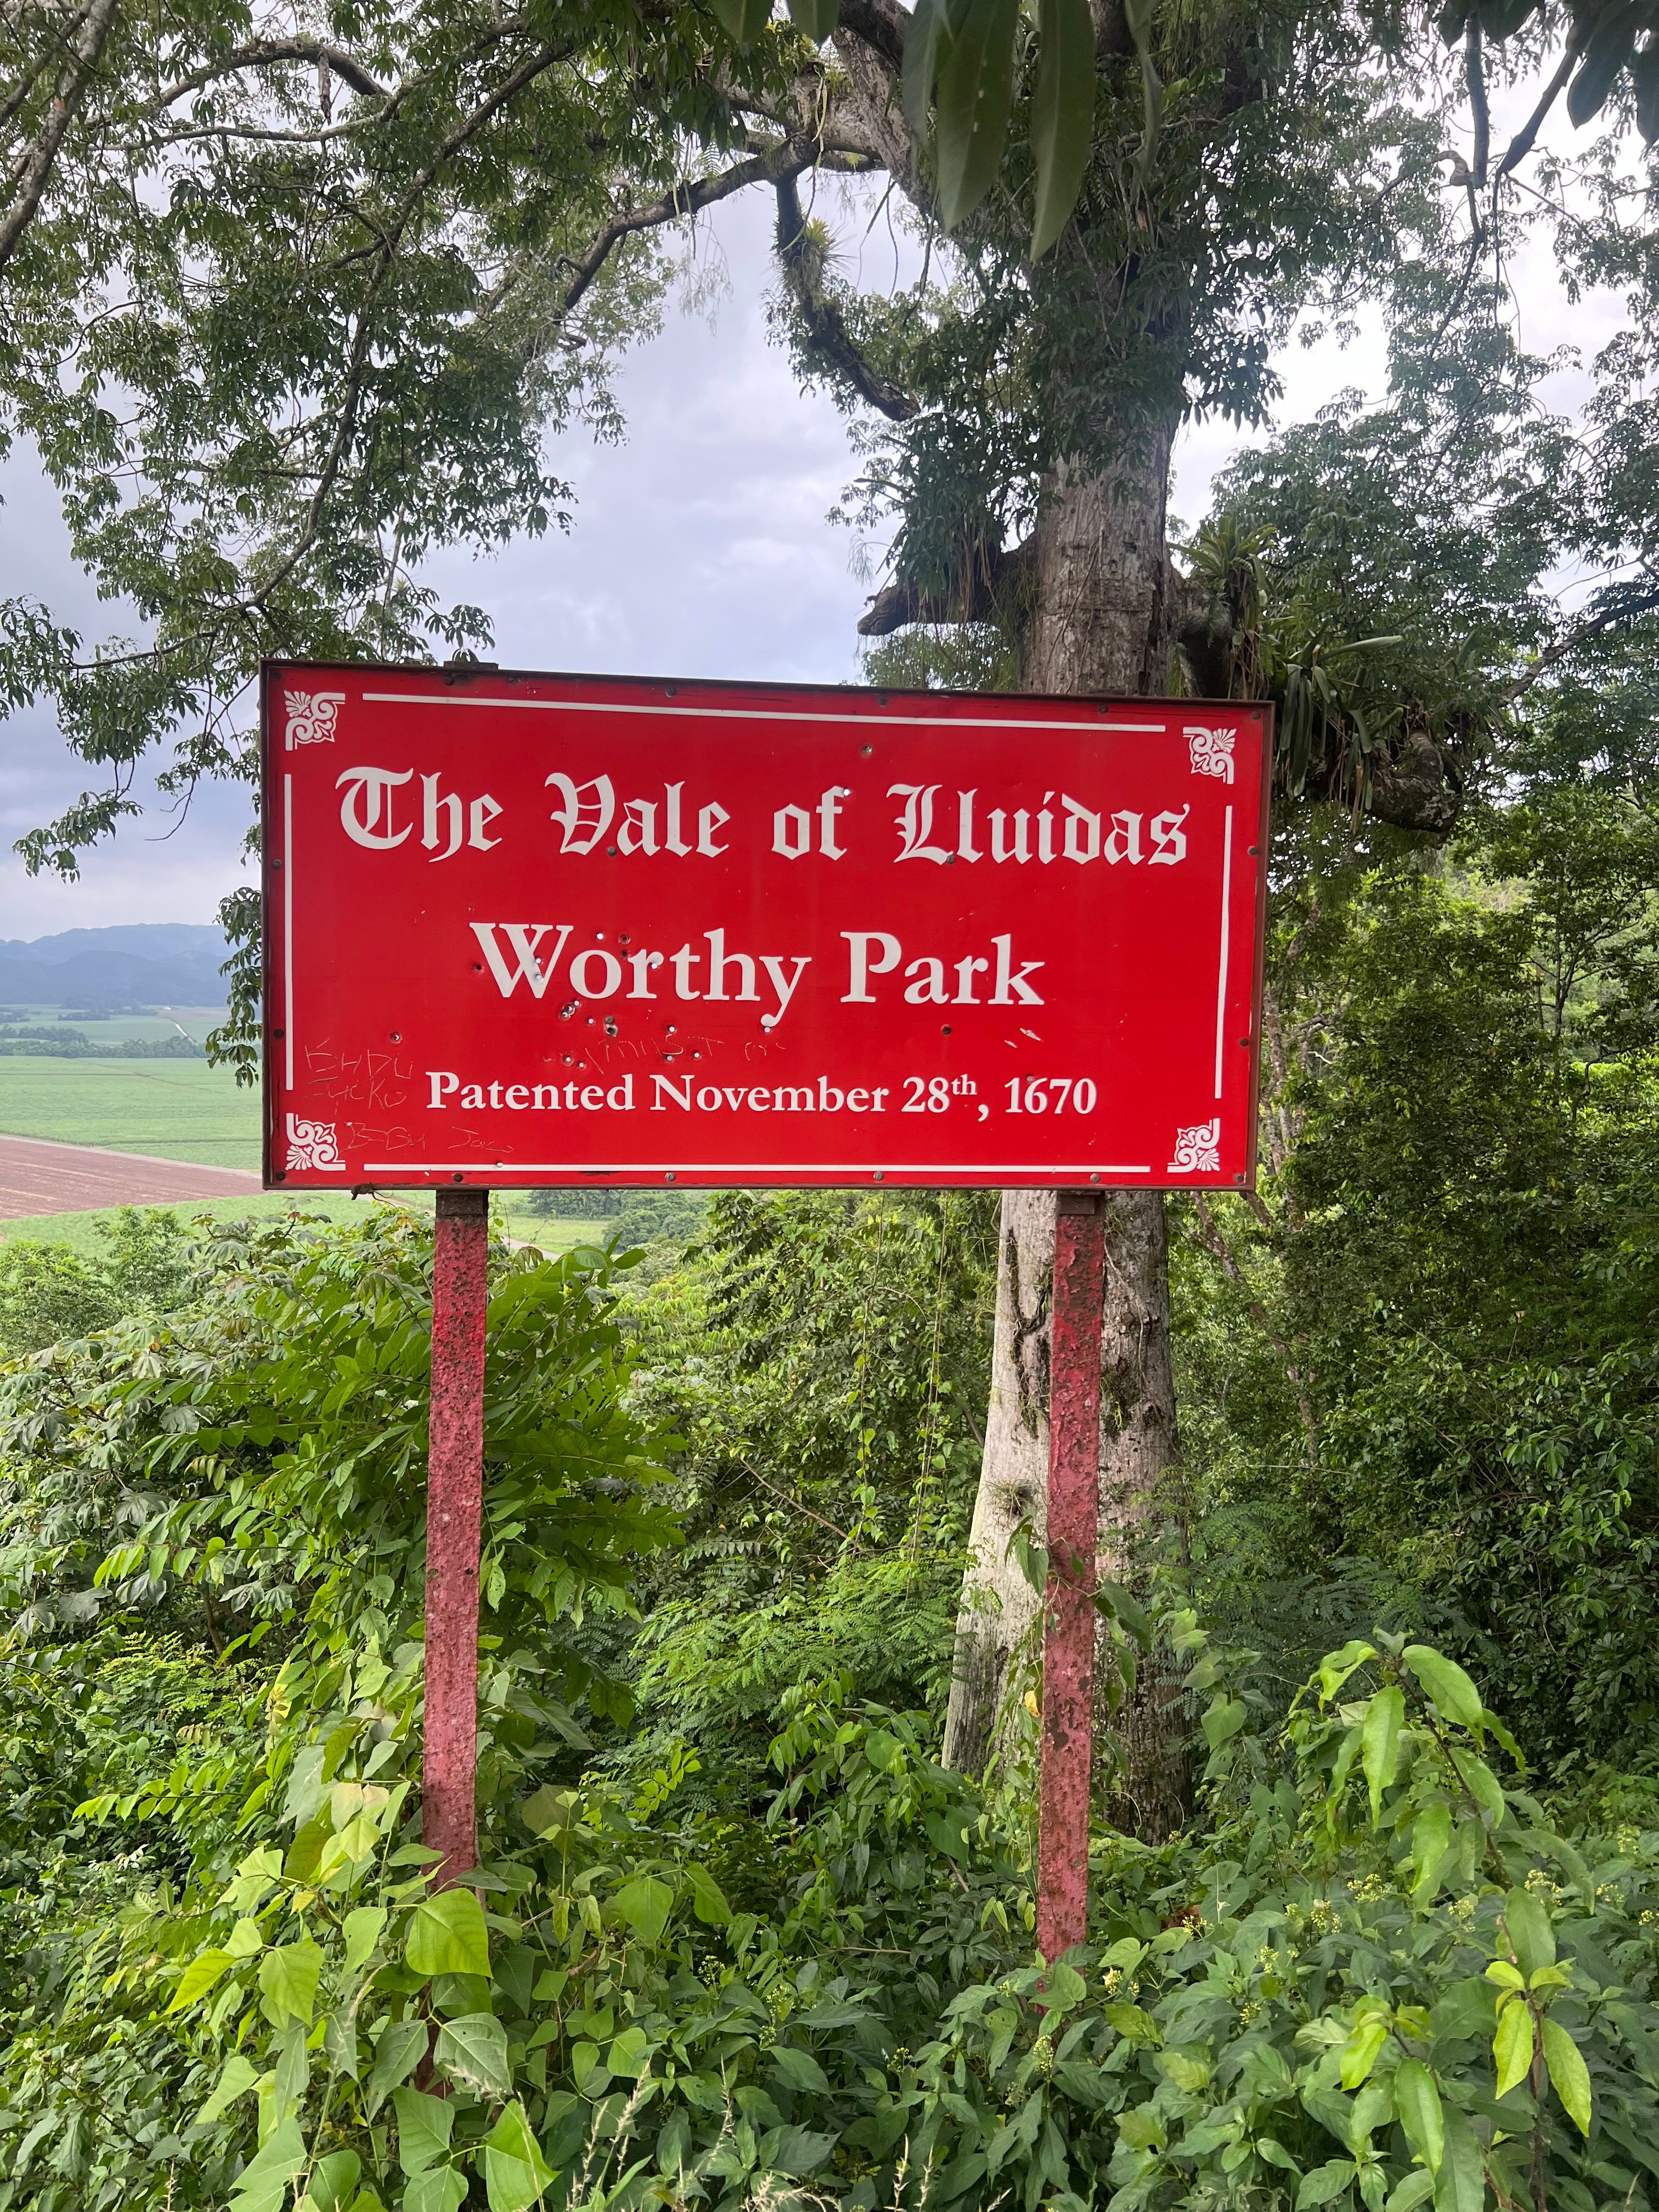 The Vale of Lluidas
Worthy Park
Patented November 28th, 1670